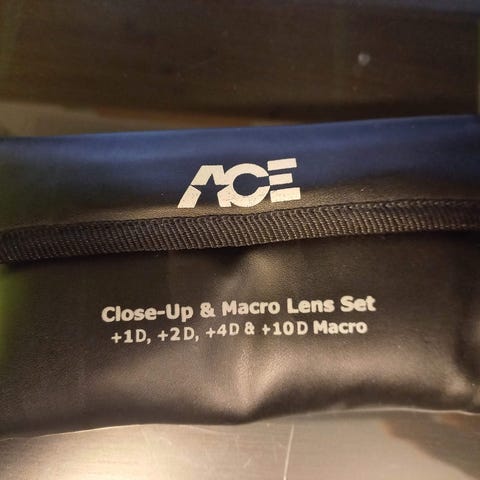 ACE
Close-Up & Macro Lens Set
+1D, +2D, +4D & +10D Macro